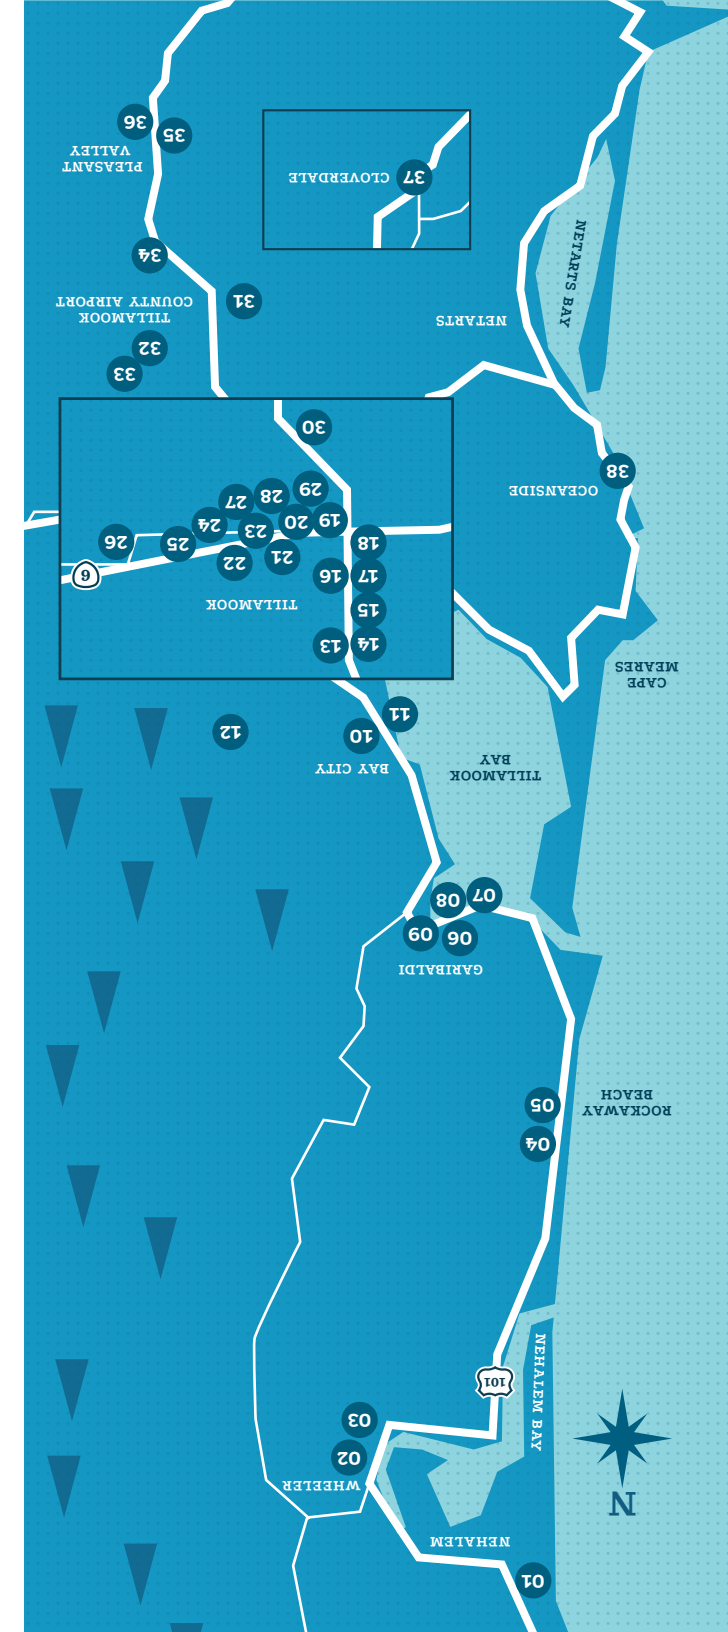 N
01
NEHALEM
WHEELER
02
03
NEHALEM BAY
101
04
05
ROCKAWAY
BEACH
GARIBALDI
06
09
07
08
TILLAMOOK
BAY
BAY CITY
10
11
12
CAPE
MEARES
13
14
TILLAMOOK
15
16
17
6
18
19
20
21
22
23
24
25
26
27
28
29
30
OCEANSIDE
38
33
32
TILLAMOOK
COUNTY AIRPORT
31
NETARTS
NETARTS BAY
34
CLOVERDALE
37
PLEASANT
VALLEY
35
36